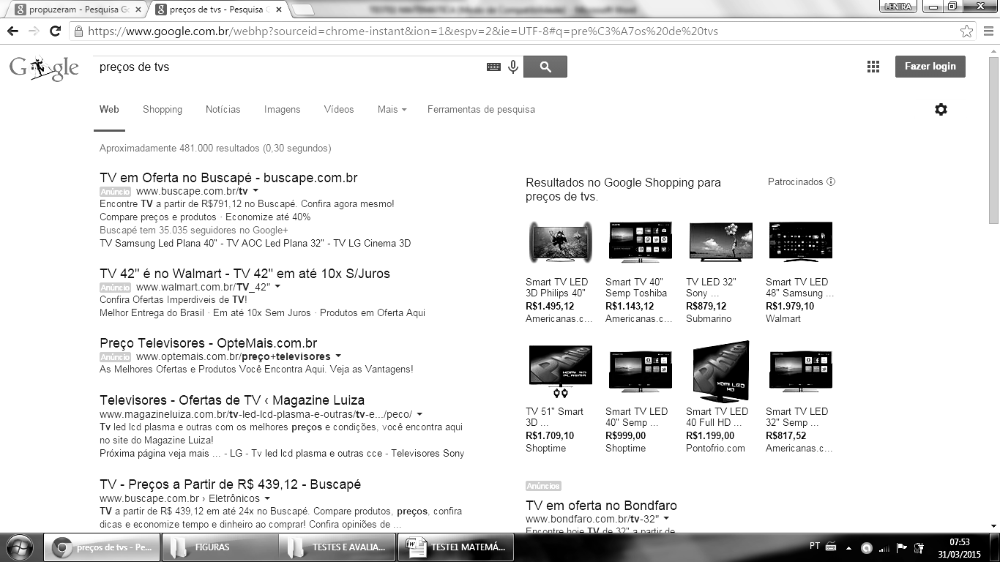 propuzeram - Pesquisa Go
preços de tvs - Pesquisa G
LENIRA
https://www.google.com.br/webhp?sourceid=chrome-instant&ion=1&espv=2&ie=UTF-8#q=pre%C3%A7os%20de%20tvs
Google
preços de tvs
Fazer login
Web Shopping Notícias Imagens Vídeos Mais Ferramentas de pesquisa
Aproximadamente 481.000 resultados (0,30 segundos)
TV em Oferta no Buscapé - buscape.com.br
Anúncio www.buscape.com.br/tv
Encontre TV a partir de R$791,12 no Buscapé. Confira agora mesmo!
Compare preços e produtos · Economize até 40%
Buscapé tem 35.035 seguidores no Google+
TV Samsung Led Plana 40" - TV AOC Led Plana 32" - TV LG Cinema 3D
TV 42" é no Walmart - TV 42" em até 10x S/Juros
Anúncio www.walmart.com.br/TV_42"
Confira Ofertas Imperdiveis de TV!
Melhor Entrega do Brasil · Em até 10x Sem Juros · Produtos em Oferta Aqui
Preço Televisores - OpteMais.com.br
Anúncio www.optemais.com.br/preço+televisores
As Melhores Ofertas e Produtos Você Encontra Aqui. Veja as Vantagens!
Televisores - Ofertas de TV ‹ Magazine Luiza
www.magazineluiza.com.br/tv-led-lcd-plasma-e-outras/tv-e.../peco/
Tv led lcd plasma e outras com os melhores preços e condições, você encontra aqui
no site do Magazine Luiza!
Próxima página veja mais ... - LG - Tv led lcd plasma e outras cce - Televisores Sony
TV - Preços a Partir de R$ 439,12 - Buscapé
www.buscape.com.br › Eletrônicos
TV a partir de R$ 439,12 em até 24x no Buscapé. Compare produtos, preços, confira
dicas e economize tempo e dinheiro ao comprar! Confira opiniões de ...
Resultados no Google Shopping para
preços de tvs.
Patrocinados
Smart TV LED
3D Philips 40"
R$1.495,12
Americanas.c...
Smart TV 40"
Semp Toshiba
R$1.143,12
Americanas.c...
TV LED 32"
Sony ...
R$879,12
Submarino
Smart TV LED
48" Samsung ...
R$1.979,10
Walmart
TV 51" Smart
3D ...
R$1.709,10
Shoptime
Smart TV LED
40" Semp ...
R$999,00
Shoptime
Smart TV LED
40 Full HD ...
R$1.199,00
Pontofrio.com
Smart TV LED
32" Semp ...
R$817,52
Americanas.c...
Anúncios
TV em oferta no Bondfaro
www.bondfaro.com.br/tv-32"
Encontre hoje TV de 32" a partir de
preços de tvs - Pe...
FIGURAS
TESTES E AVALIA...
TESTE1 MATEMÁ...
PT
07:53
31/03/2015